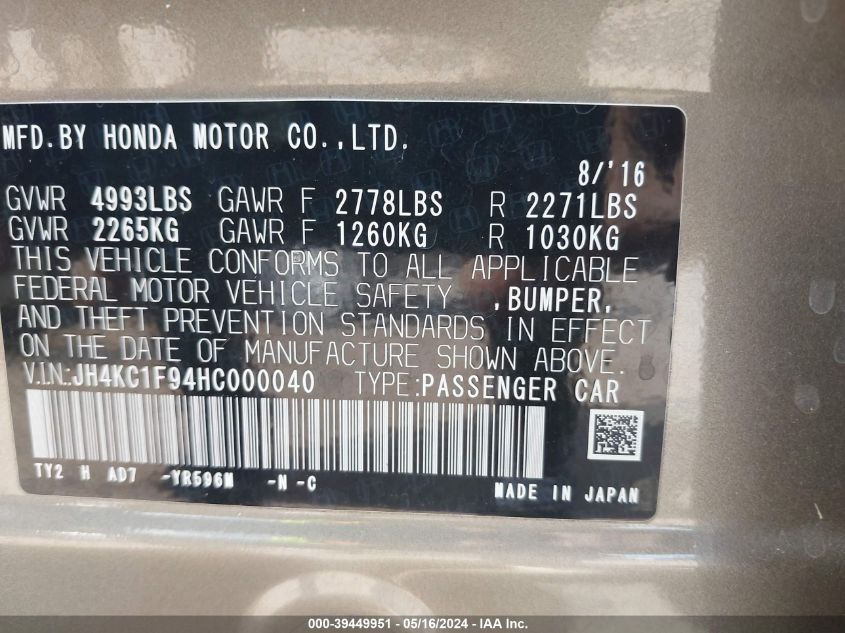 MFD.BY HONDA MOTOR CO.,LTD.
8/'16
GVWR 4993LBS GAWR F 2778LBS R 2271LBS
GVWR 2265KG GAWR F 1260KG R 1030KG
THIS VEHICLE CONFORMS TO ALL APPLICABLE
FEDERAL MOTOR VEHICLE SAFETY ,BUMPER,
AND THEFT PREVENTION STANDARDS IN EFFECT
ON THE DATE OF MANUFACTURE SHOWN ABOVE.
V.I.N.:JH4KC1F94HC000040 TYPE:PASSENGER CAR
TY2 H AD7 -YR596M -N -C
MADE IN JAPAN
000-39449951 - 05/16/2024 - IAA Inc.